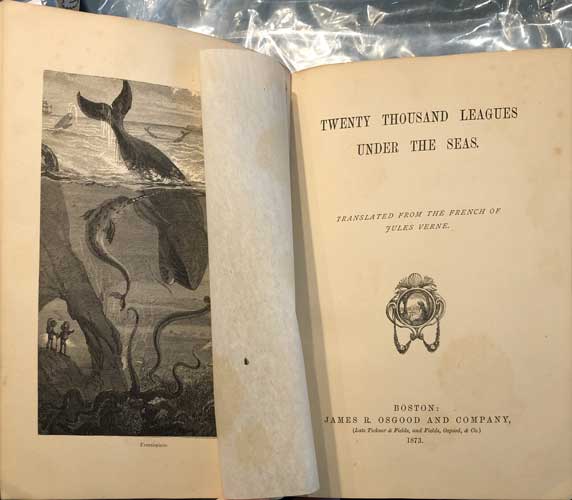 Frontispiece.
TWENTY THOUSAND LEAGUES
UNDER THE SEAS.
TRANSLATED FROM THE FRENCH OF
JULES VERNE.
BOSTON:
JAMES R. OSGOOD AND COMPANY,
(Late Ticknor & Fields, and Fields, Osgood, & Co.)
1873.